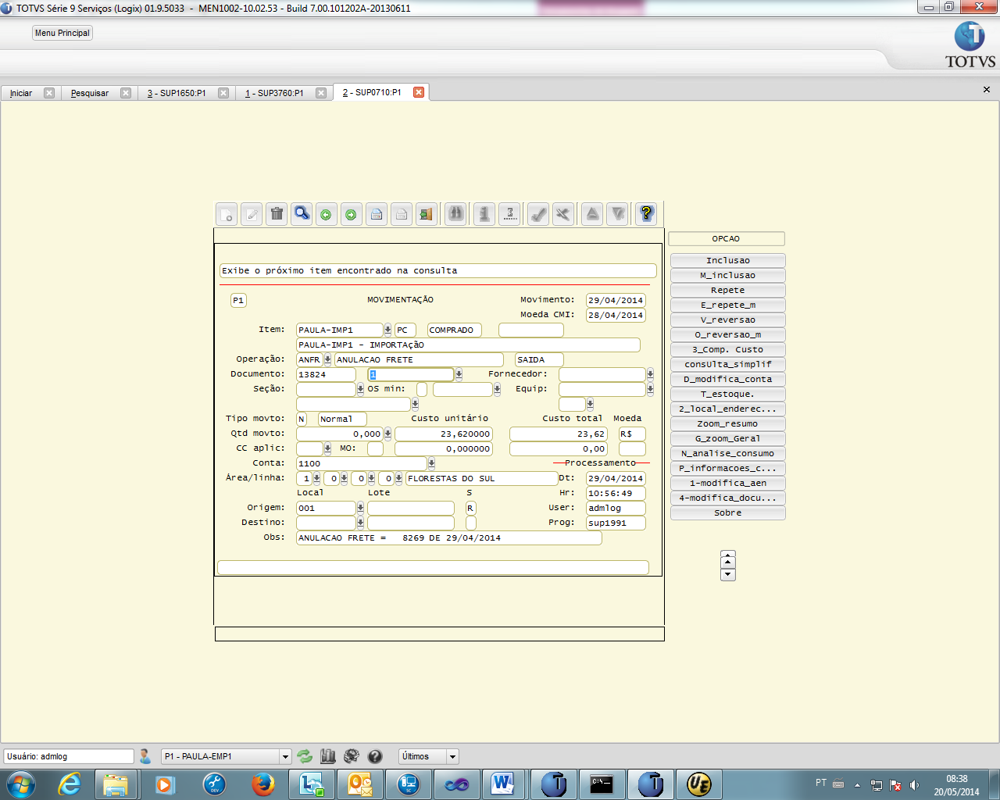 TOTVS Série 9 Serviços (Logix) 01.9.5033 - MEN1002-10.02.53 - Build 7.00.101202A-20130611
Menu Principal
TOTVS
Iniciar
Pesquisar
3 - SUP1650:P1
1 - SUP3760:P1
2 - SUP0710:P1
OPCAO
Exibe o próximo item encontrado na consulta
P1 MOVIMENTAÇÃO Movimento: 29/04/2014
Moeda CMI: 28/04/2014
Item: PAULA-IMP1 PC COMPRADO
PAULA-IMP1 - IMPORTAÇãO
Operação: ANFR ANULACAO FRETE SAIDA
Documento: 13824 1 Fornecedor:
Seção: OS min: Equip:
Tipo movto: N Normal Custo unitário Custo total Moeda
Qtd movto: 0,000 23,620000 23,62 R$
CC aplic: MO: 0,000000 0,00
Conta: 1100 Processamento
Área/linha: 1 0 0 0 FLORESTAS DO SUL Dt: 29/04/2014
Local Lote S Hr: 10:56:49
Origem: 001 R User: admlog
Destino: Prog: sup1991
Obs: ANULACAO FRETE = 8269 DE 29/04/2014
Inclusao
M_inclusao
Repete
E_repete_m
V_reversao
O_reversao_m
3_Comp. Custo
consUlta_simplif
D_modifica_conta
T_estoque.
2_local_enderec...
Zoom_resumo
G_zoom_Geral
N_analise_consumo
P_informacoes_c...
1-modifica_aen
4-modifica_docu...
Sobre
Usuário: admlog
P1 - PAULA-EMP1
Últimos
PT
08:38
20/05/2014